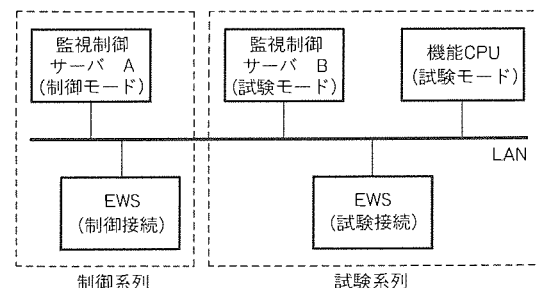 監視制御
サーバ A
(制御モード)
監視制御
サーバ B
(試験モード)
機能CPU
(試験モード)
LAN
EWS
(制御接続)
EWS
(試験接続)
制御系列
試験系列